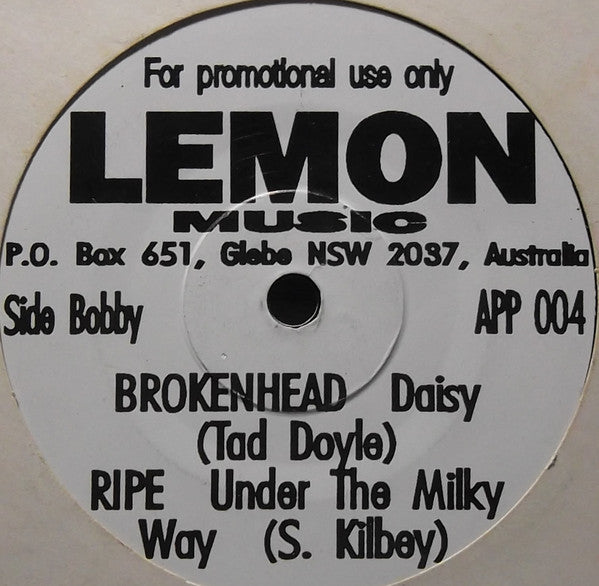 For promotional use only
LEMON
MUSIC
P.O. Box 651, Glebe NSW 2037, Australia
Side Bobby APP 004
BROKENHEAD Daisy
(Tad Doyle)
RIPE Under The Milky
Way (S. Kilbey)